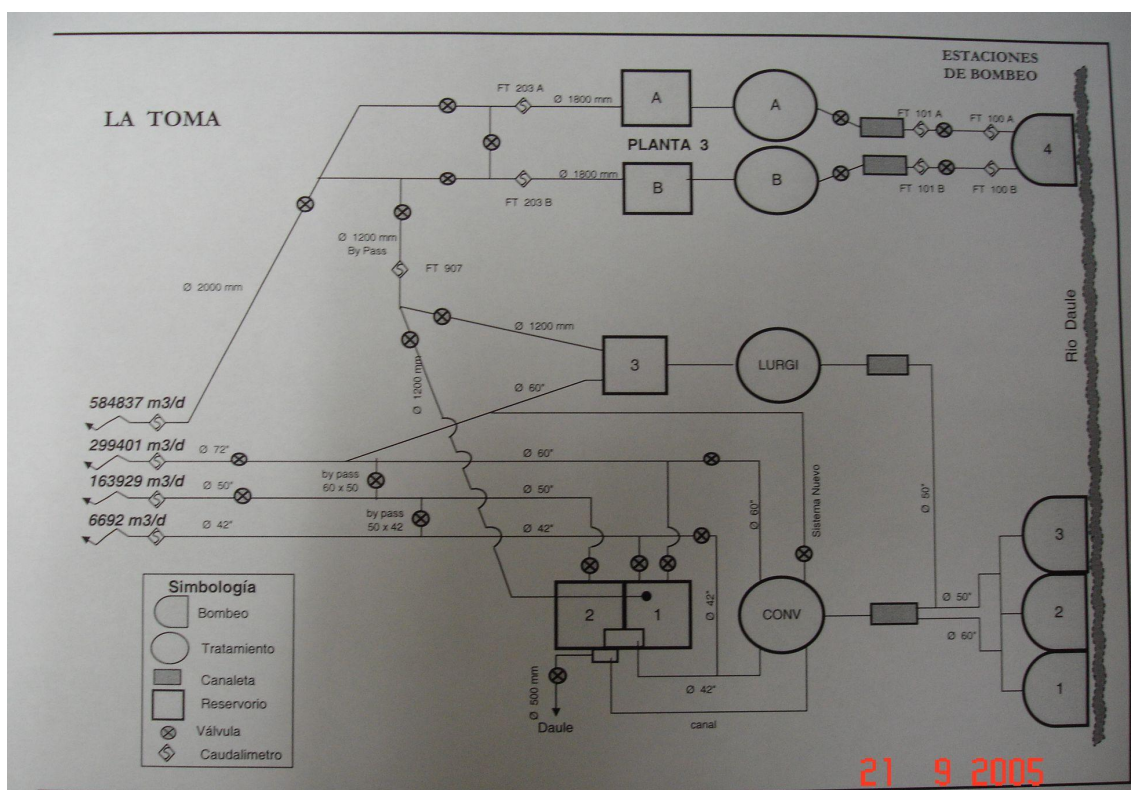 ESTACIONES
DE BOMBEO
LA TOMA
FT 203 A
Ø 1800 mm
A
A
FT 101 A
FT 100 A
4
PLANTA 3
Ø 1800 mm
B
B
FT 203 B
FT 101 B
FT 100 B
Ø 1200 mm
By Pass
FT 907
Ø 2000 mm
Rio Daule
Ø 1200 mm
Ø 1200 mm
3
LURGI
Ø 60"
584837 m3/d
299401 m3/d
Ø 72"
Ø 60"
163929 m3/d
Ø 50"
by pass
60 x 50
Ø 50"
6692 m3/d
Ø 42"
by pass
50 x 42
Ø 42"
Ø 60"
Sistema Nuevo
Ø 50"
3
2
1
Ø 42"
CONV
Ø 50"
Ø 60"
2
1
Ø 42"
canal
Ø 500 mm
Daule
Simbología
Bombeo
Tratamiento
Canaleta
Reservorio
Válvula
Caudalimetro
21 9 2005